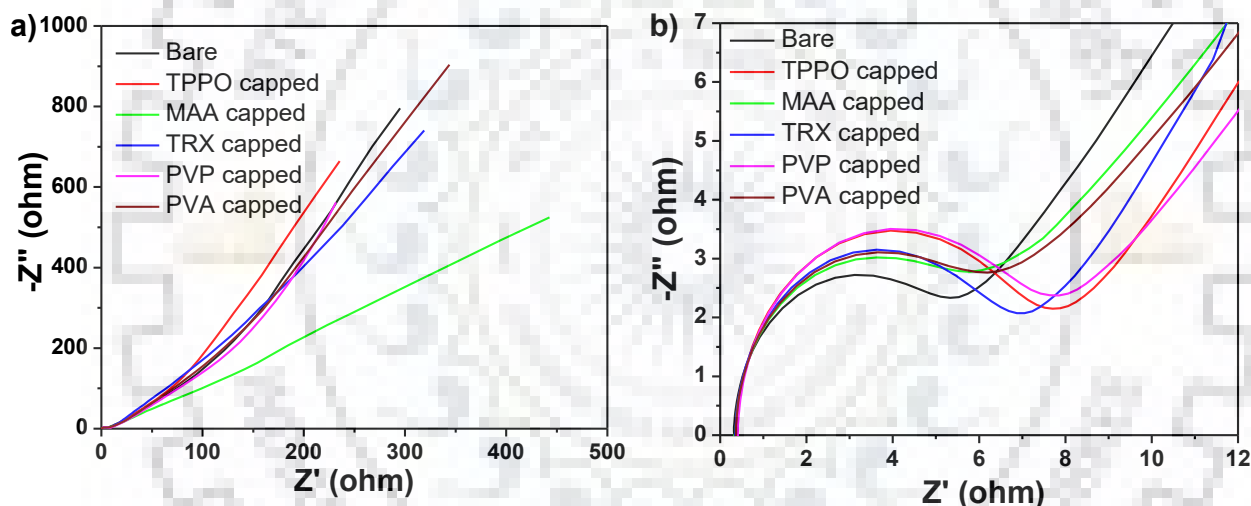 a)
1000
800
600
400
200
0
-Z" (ohm)
Bare
TPPO capped
MAA capped
TRX capped
PVP capped
PVA capped
0 100 200 300 400 500
Z' (ohm)
b)
7
6
5
4
3
2
1
0
-Z" (ohm)
Bare
TPPO capped
MAA capped
TRX capped
PVP capped
PVA capped
0 2 4 6 8 10 12
Z' (ohm)